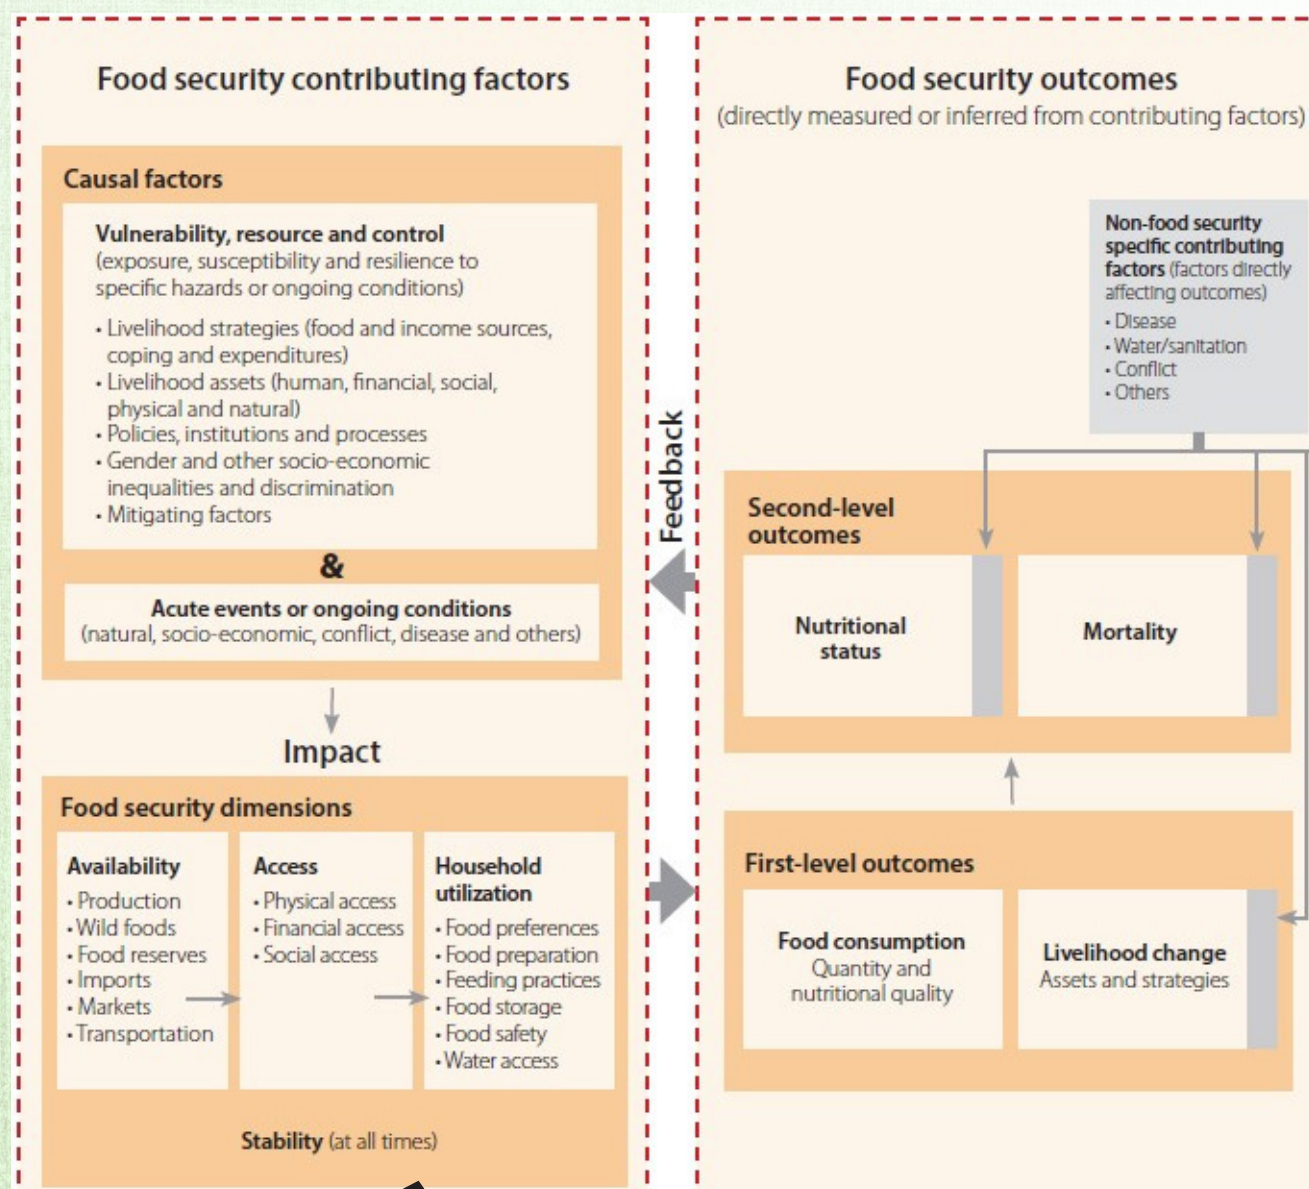 Food security contributing factors
Causal factors
Vulnerability, resource and control
(exposure, susceptibility and resilience to
specific hazards or ongoing conditions)
• Livelihood strategies (food and income sources,
coping and expenditures)
• Livelihood assets (human, financial, social,
physical and natural)
• Policies, institutions and processes
• Gender and other socio-economic
inequalities and discrimination
• Mitigating factors
&
Acute events or ongoing conditions
(natural, socio-economic, conflict, disease and others)
Impact
Food security dimensions
Availability
• Production
• Wild foods
• Food reserves
• Imports
• Markets
• Transportation
Access
• Physical access
• Financial access
• Social access
Household
utilization
• Food preferences
• Food preparation
• Feeding practices
• Food storage
• Food safety
• Water access
Stability (at all times)
Feedback
Food security outcomes
(directly measured or inferred from contributing factors)
Non-food security
specific contributing
factors (factors directly
affecting outcomes)
• Disease
• Water/sanitation
• Conflict
• Others
Second-level
outcomes
Nutritional
status
Mortality
First-level outcomes
Food consumption
Quantity and
nutritional quality
Livelihood change
Assets and strategies